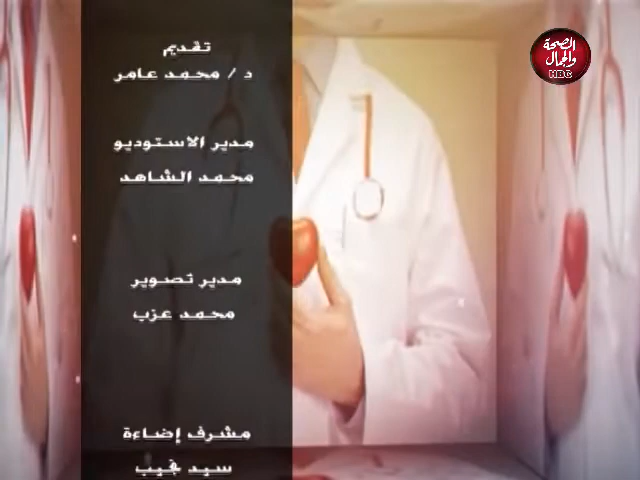 تقديم
د / محمد عامر
مدير الاستوديو
محمد الشاهد
مدير تصوير
محمد عزب
مشرف إضاءة
سيد نجيب
الصحة
والجمال
HBC